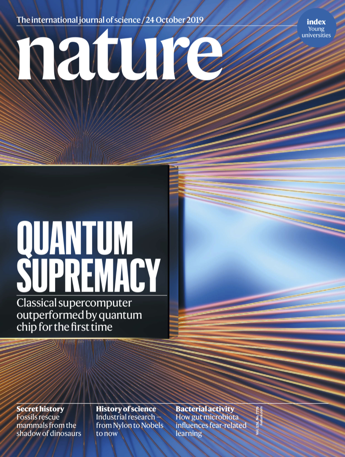 The international journal of science / 24 October 2019
nature
index
Young
universities
QUANTUM
SUPREMACY
Classical supercomputer
outperformed by quantum
chip for the first time
Secret history
Fossils rescue
mammals from the
shadow of dinosaurs
History of science
Industrial research –
from Nylon to Nobels
to now
Bacterial activity
How gut microbiota
influences fear-related
learning